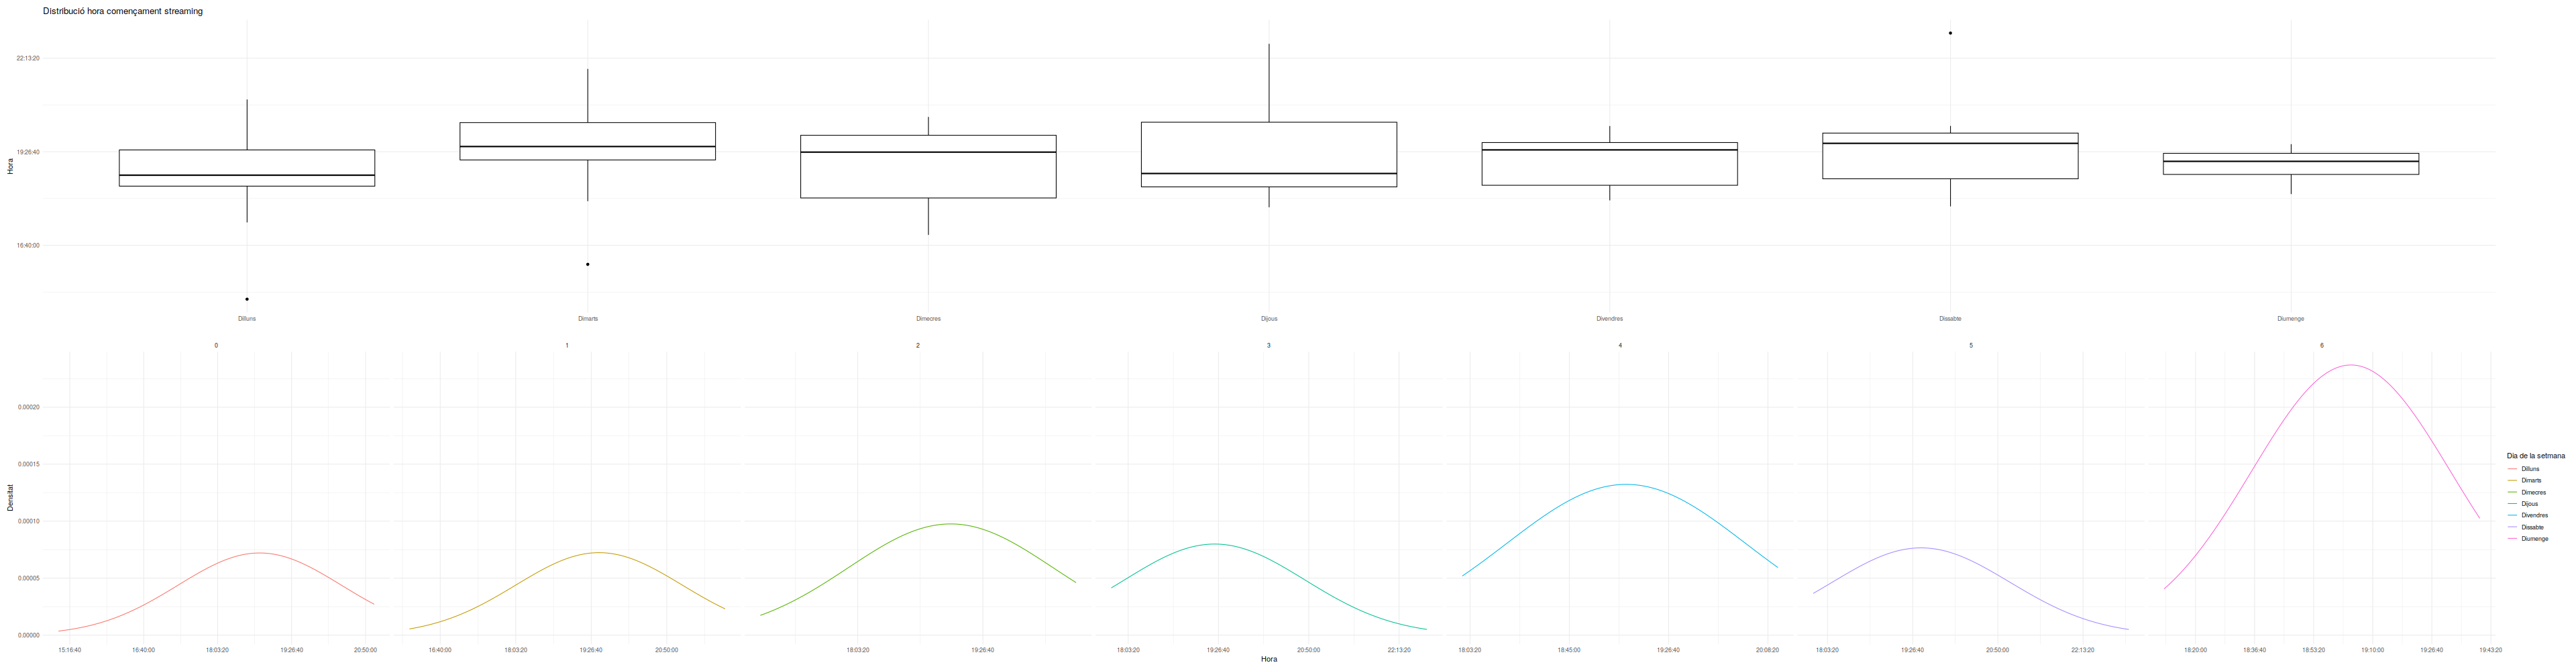 Distribució hora començament streaming
Hora
22:13:20
19:26:40
16:40:00
Dilluns Dimarts Dimecres Dijous Divendres Dissabte Diumenge
0 1 2 3 4 5 6
Densitat
0.00020
0.00015
0.00010
0.00005
0.00000
15:16:40 16:40:00 18:03:20 19:26:40 20:50:00 16:40:00 18:03:20 19:26:40 20:50:00 18:03:20 19:26:40 18:03:20 19:26:40 20:50:00 22:13:20 18:03:20 18:45:00 19:26:40 20:08:20 18:03:20 19:26:40 20:50:00 22:13:20 18:20:00 18:36:40 18:53:20 19:10:00 19:26:40 19:43:20
Hora
Dia de la setmana
Dilluns
Dimarts
Dimecres
Dijous
Divendres
Dissabte
Diumenge